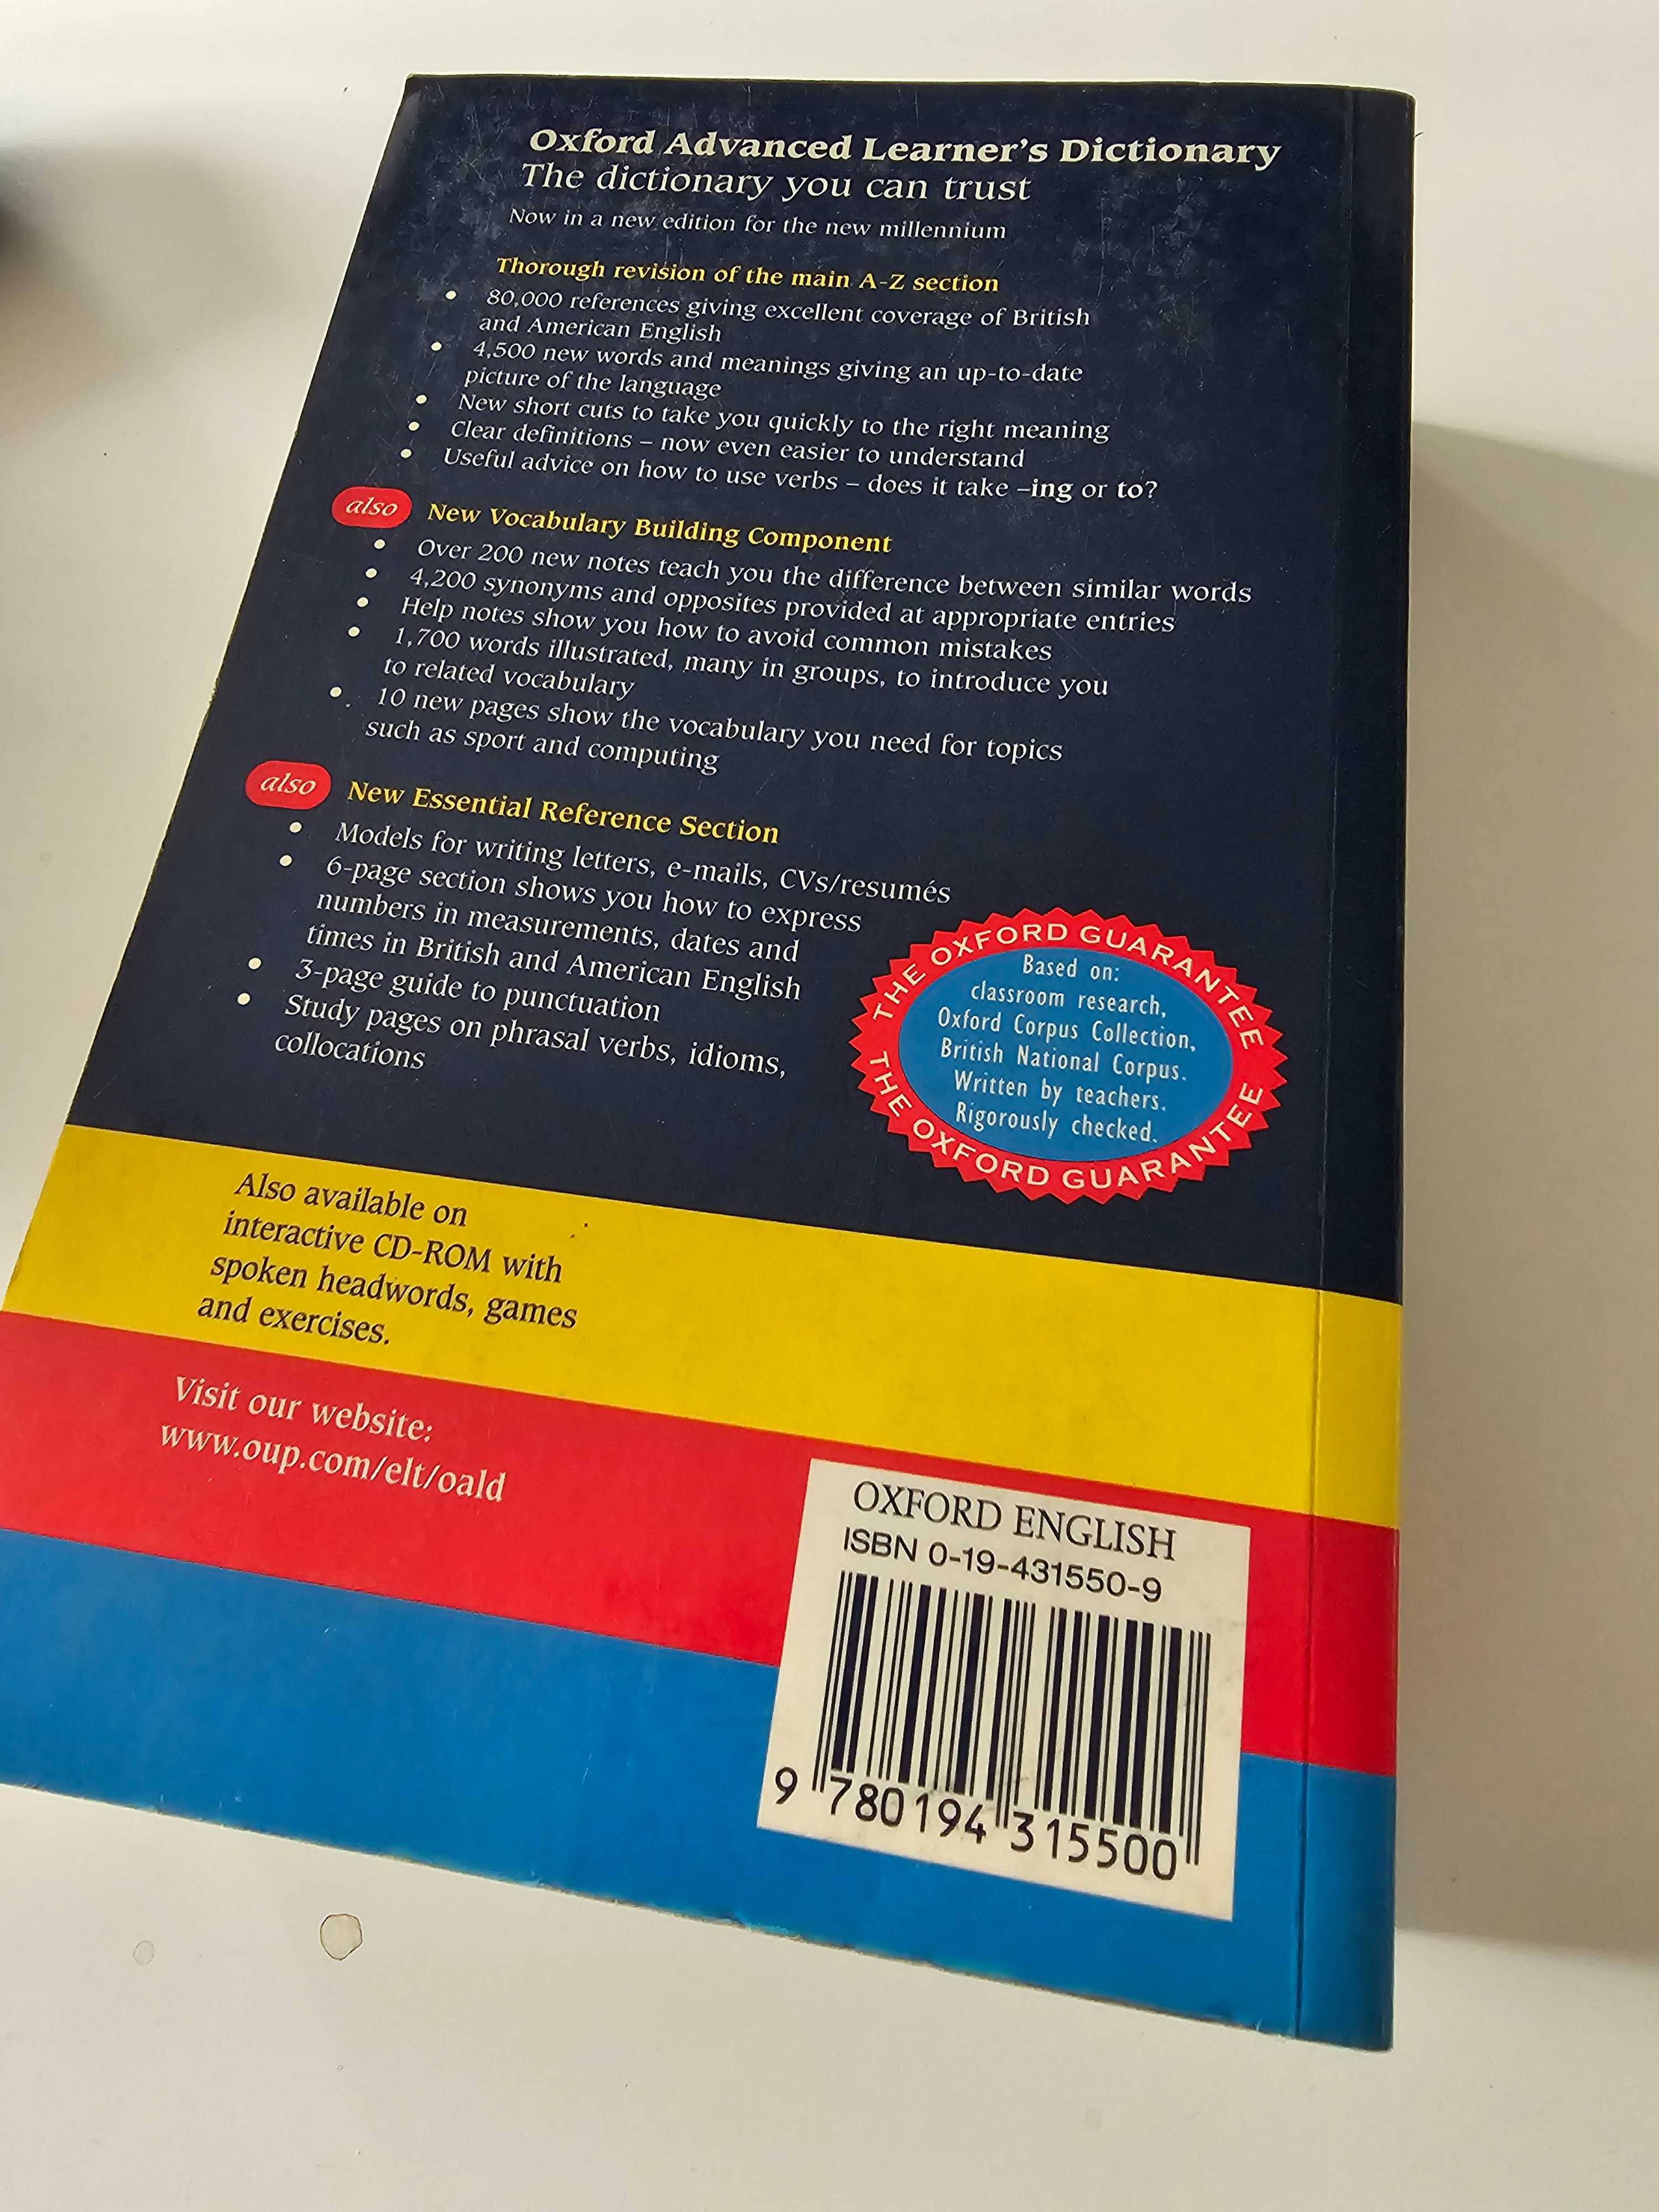 Oxford Advanced Learner's Dictionary
The dictionary you can trust
Now in a new edition for the new millennium
Thorough revision of the main A-Z section
• 80,000 references giving excellent coverage of British
and American English
• 4,500 new words and meanings giving an up-to-date
picture of the language
• New short cuts to take you quickly to the right meaning
• Clear definitions – now even easier to understand
• Useful advice on how to use verbs – does it take –ing or to?
also New Vocabulary Building Component
• Over 200 new notes teach you the difference between similar words
• 4,200 synonyms and opposites provided at appropriate entries
• Help notes show you how to avoid common mistakes
• 1,700 words illustrated, many in groups, to introduce you
to related vocabulary
• 10 new pages show the vocabulary you need for topics
such as sport and computing
also New Essential Reference Section
• Models for writing letters, e-mails, CVs/resumés
• 6-page section shows you how to express
numbers in measurements, dates and
times in British and American English
• 3-page guide to punctuation
• Study pages on phrasal verbs, idioms,
collocations
THE OXFORD GUARANTEE
Based on:
classroom research,
Oxford Corpus Collection,
British National Corpus.
Written by teachers.
Rigorously checked.
THE OXFORD GUARANTEE
Also available on
interactive CD-ROM with
spoken headwords, games
and exercises.
Visit our website:
www.oup.com/elt/oald
OXFORD ENGLISH
ISBN 0-19-431550-9
9 780194 315500